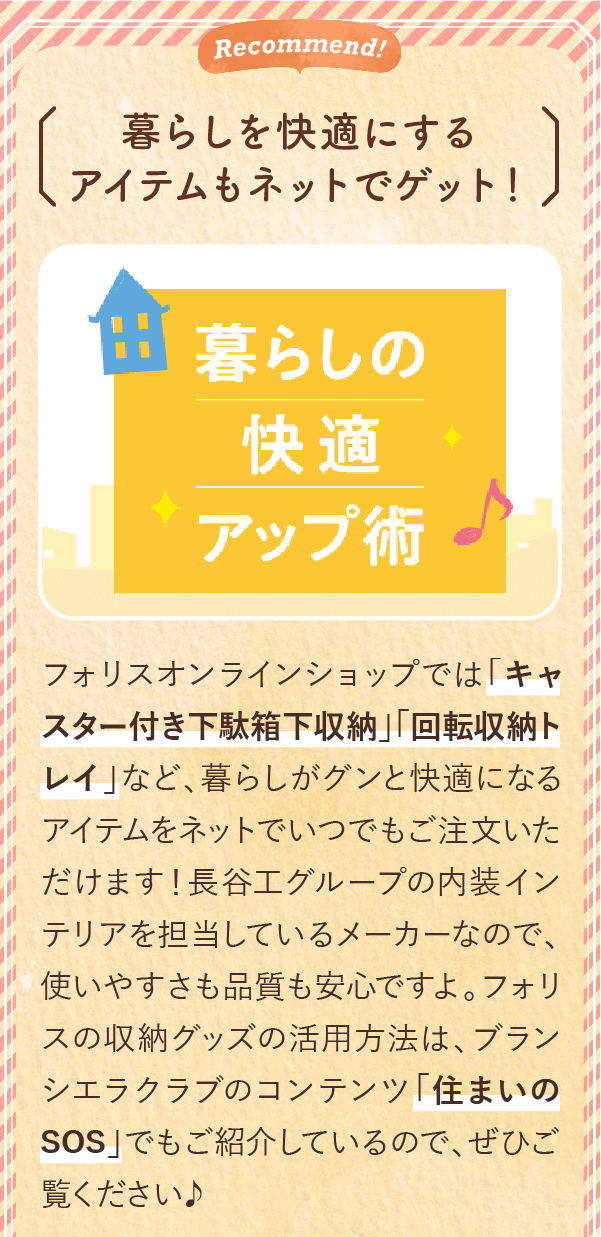 Recommend!
暮らしを快適にする
アイテムもネットでゲット！
暮らしの
快適
アップ術
フォリスオンラインショップでは「キャ
スター付き下駄箱下収納」「回転収納ト
レイ」など、暮らしがグンと快適になる
アイテムをネットでいつでもご注文いた
だけます！長谷工グループの内装イン
テリアを担当しているメーカーなので、
使いやすさも品質も安心ですよ。フォリ
スの収納グッズの活用方法は、ブラン
シエラクラブのコンテンツ「住まいの
SOS」でもご紹介しているので、ぜひご
覧ください♪